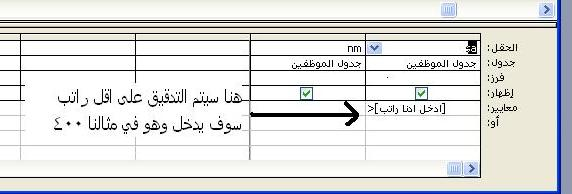 الحقل: nm
جدول: جدول الموظفين جدول الموظفين
فرز:
إظهار:
معايير: [ادخل ادنا راتب]>
أو:
هنا سيتم التدقيق على اقل راتب
سوف يدخل وهو في مثالنا ٤٠٠